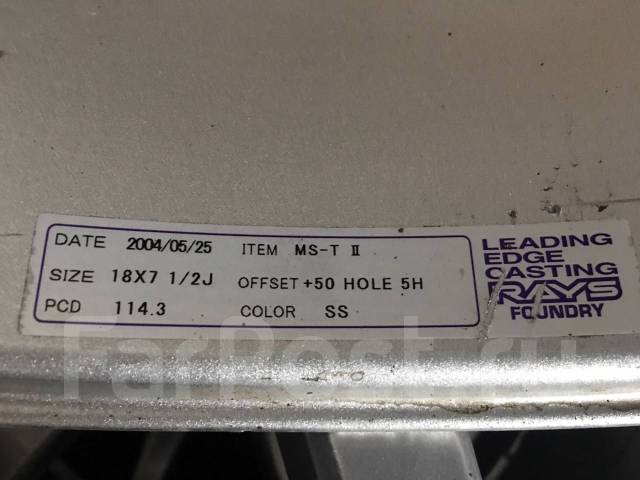 DATE 2004/05/25 ITEM MS-T Ⅱ
SIZE 18X7 1/2J OFFSET +50 HOLE 5H
PCD 114.3 COLOR SS
LEADING
EDGE
CASTING
RAYS
FOUNDRY
FarPost.ru